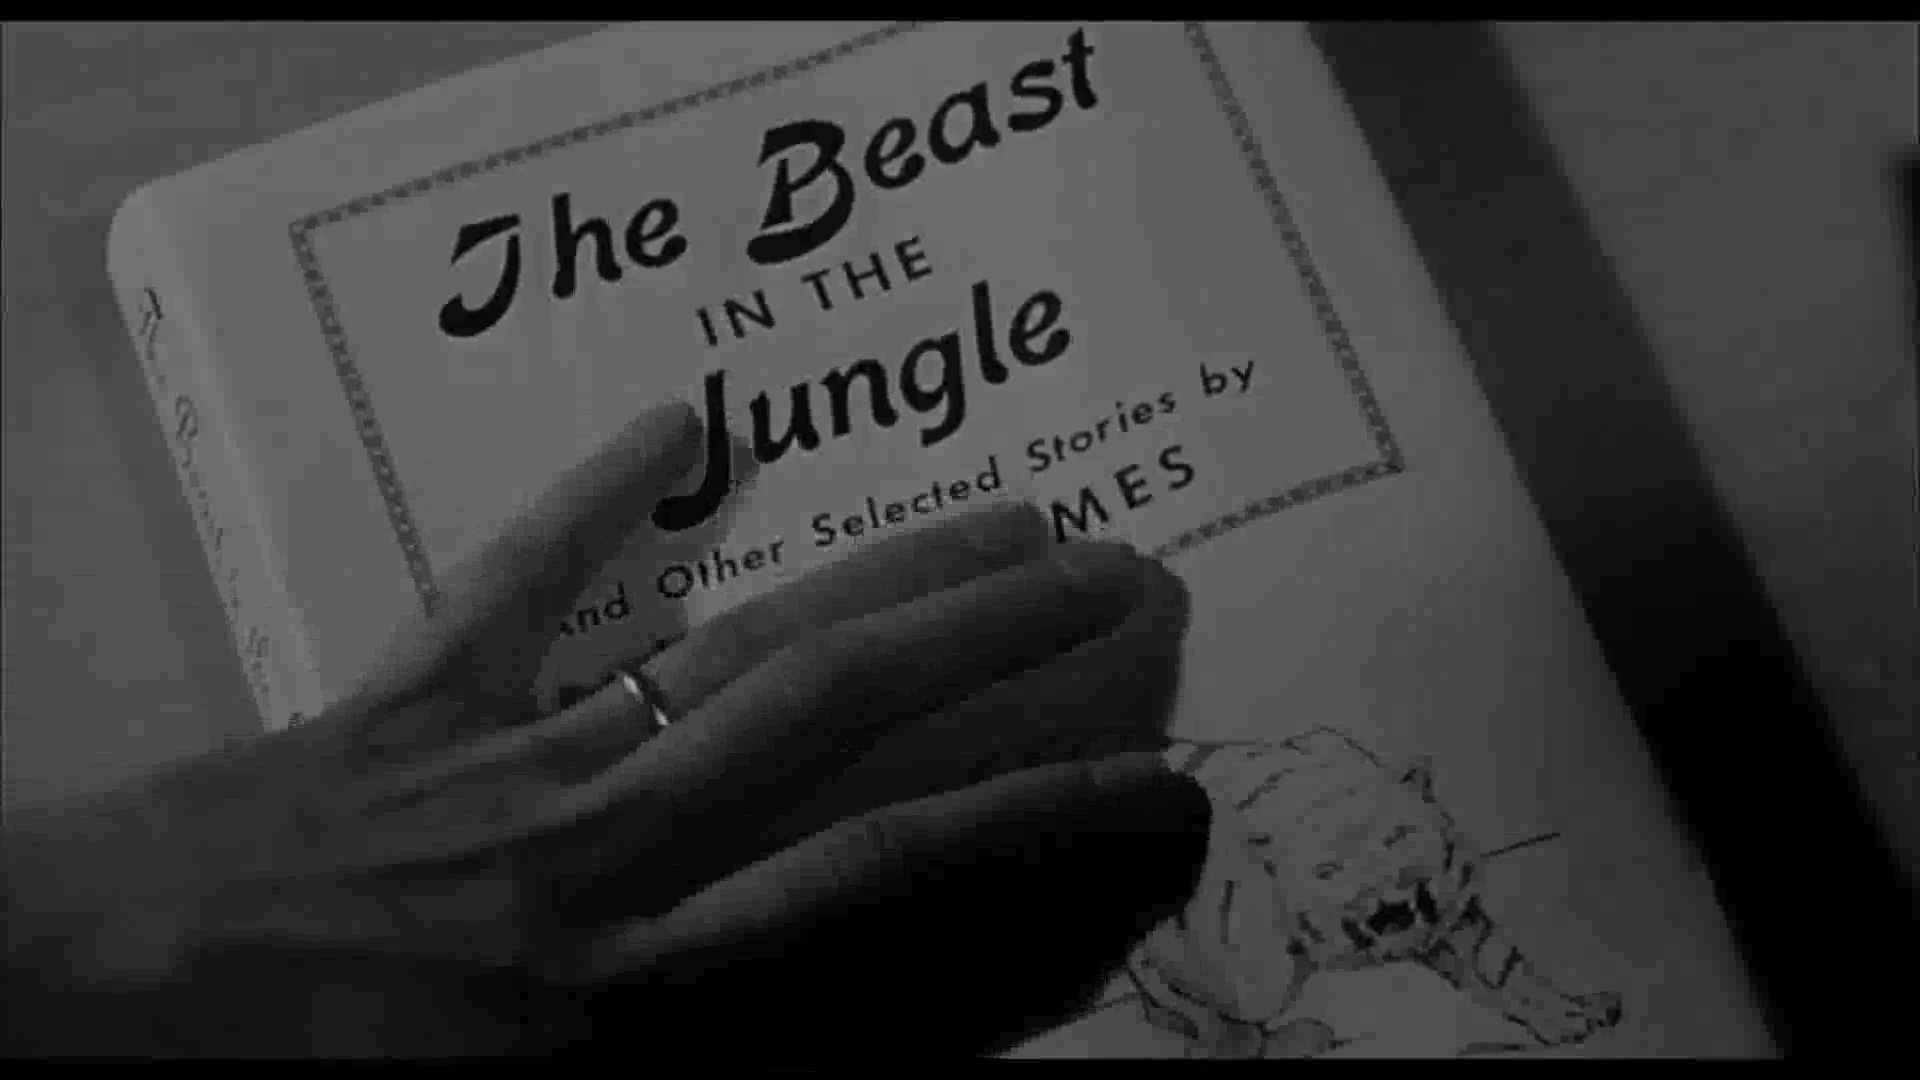 The Beast
IN THE
Jungle
and Other Selected Stories by
MES